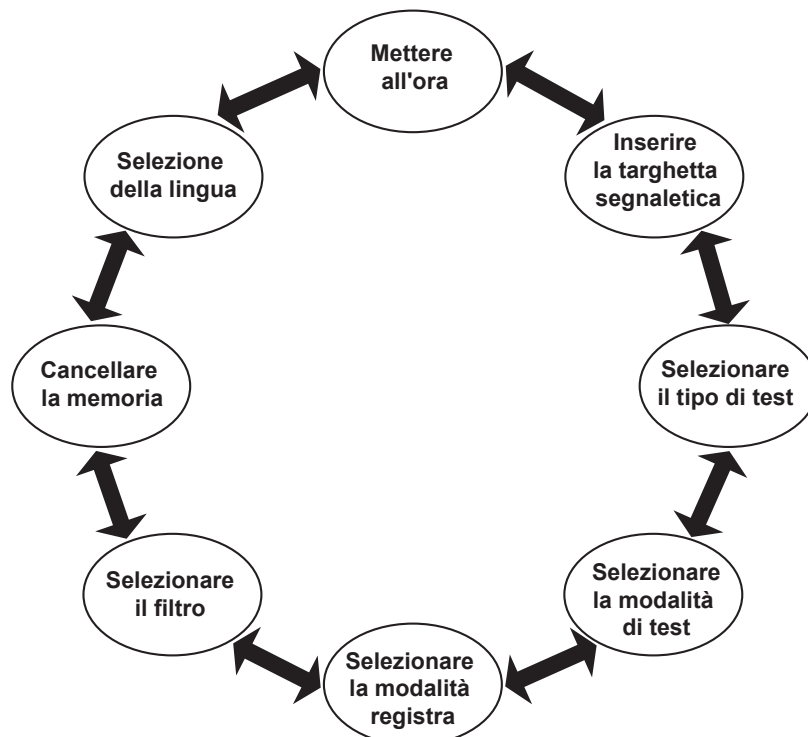 Mettere
all'ora
Inserire
la targhetta
segnaletica
Selezionare
il tipo di test
Selezionare
la modalità
di test
Selezionare
la modalità
registra
Selezionare
il filtro
Cancellare
la memoria
Selezione
della lingua